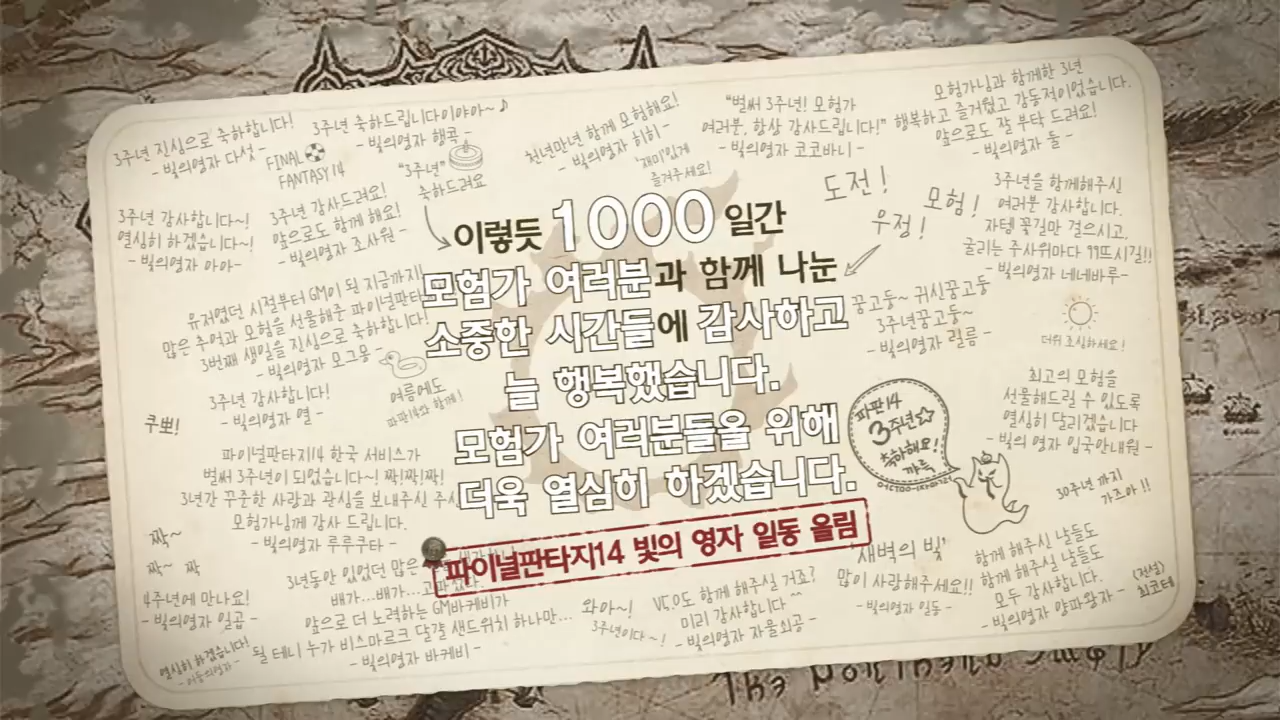 3주년 진심으로 축하합니다!
- 빛의영자 다섯 -
3주년 축하드립니다이야아~♪
- 빛의영자 행콕 -
FINAL
FANTASY 14
"3주년"
축하드려요
천년만년 함께 모험해요!
- 빛의영자 히히 -
'재미'있게
즐겨주세요!
"벌써 3주년! 모험가
여러분, 항상 감사드립니다!"
- 빛의영자 코코바니 -
모험가님과 함께한 3년
행복하고 즐거웠고 감동적이었습니다.
앞으로도 잘 부탁 드려요!
- 빛의영자 돌 -
3주년 감사합니다~!
열심히 하겠습니다~!
- 빛의영자 아아 -
3주년 감사드려요!
앞으로도 함께 해요!
- 빛의영자 조사원 -
도전!
우정!
모험!
3주년을 함께해주신
여러분 감사합니다.
자텝 꽃길만 걸으시고,
굴리는 주사위마다 99뜨시길!!
- 빛의영자 네네바루 -
이렇듯 1000 일간
모험가 여러분과 함께 나눈
소중한 시간들에 감사하고
늘 행복했습니다.
모험가 여러분들을 위해
더욱 열심히 하겠습니다.
파이널판타지14 빛의 영자 일동 올림
유저였던 시절부터 GM이 된 지금까지!
많은 추억과 모험을 선물해준 파이널판타
3번째 생일을 진심으로 축하합니다!
- 빛의영자 모그몽 -
꿍고둥~ 귀신꿍고둥
3주년꿍고둥~
- 빛의영자 릴름 -
더위 조심하세요!
3주년 감사합니다!
- 빛의영자 열 -
여름에도
파판14와 함께!
쿠뽀!
최고의 모험을
선물해드릴 수 있도록
열심히 달리겠습니다
- 빛의 영자 입국안내원 -
파판14
3주년☆
축하해요!
까륵
30주년 까지
가즈아 !!
파이널판타지14 한국 서비스가
벌써 3주년이 되었습니다~! 짝!짝!짝!
3년간 꾸준한 사랑과 관심을 보내주신 주신
모험가님께 감사 드립니다.
- 빛의영자 루루쿠타 -
짝~
짝~ 짝
3년동안 있었던 많은
배가...배가...고파졌다.
앞으로 더 노력하는 GM바케비가
될 테니 누가 비스마르크 달걀 샌드위치 하나만...
- 빛의영자 바케비 -
4주년에 만나요!
- 빛의영자 일곱 -
열심히 하겠습니다!
와아~!
3주년이다~!
V5.0도 함께 해주실 거죠?
미리 감사합니다 ^^
- 빛의영자 자물쇠공 -
'새벽의 빛'
많이 사랑해주세요!!
- 빛의영자 일동 -
함께 해주신 날들도
함께 해주실 날들도
모두 감사합니다.
- 빛의영자 양파왕자 -
(전설)
최코테